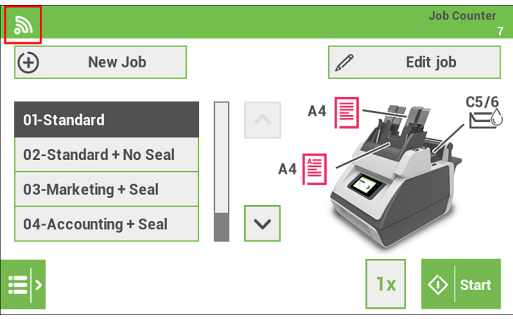 Job Counter
7
New Job
Edit job
01-Standard
02-Standard + No Seal
03-Marketing + Seal
04-Accounting + Seal
A4
C5/6
A4
1x
Start